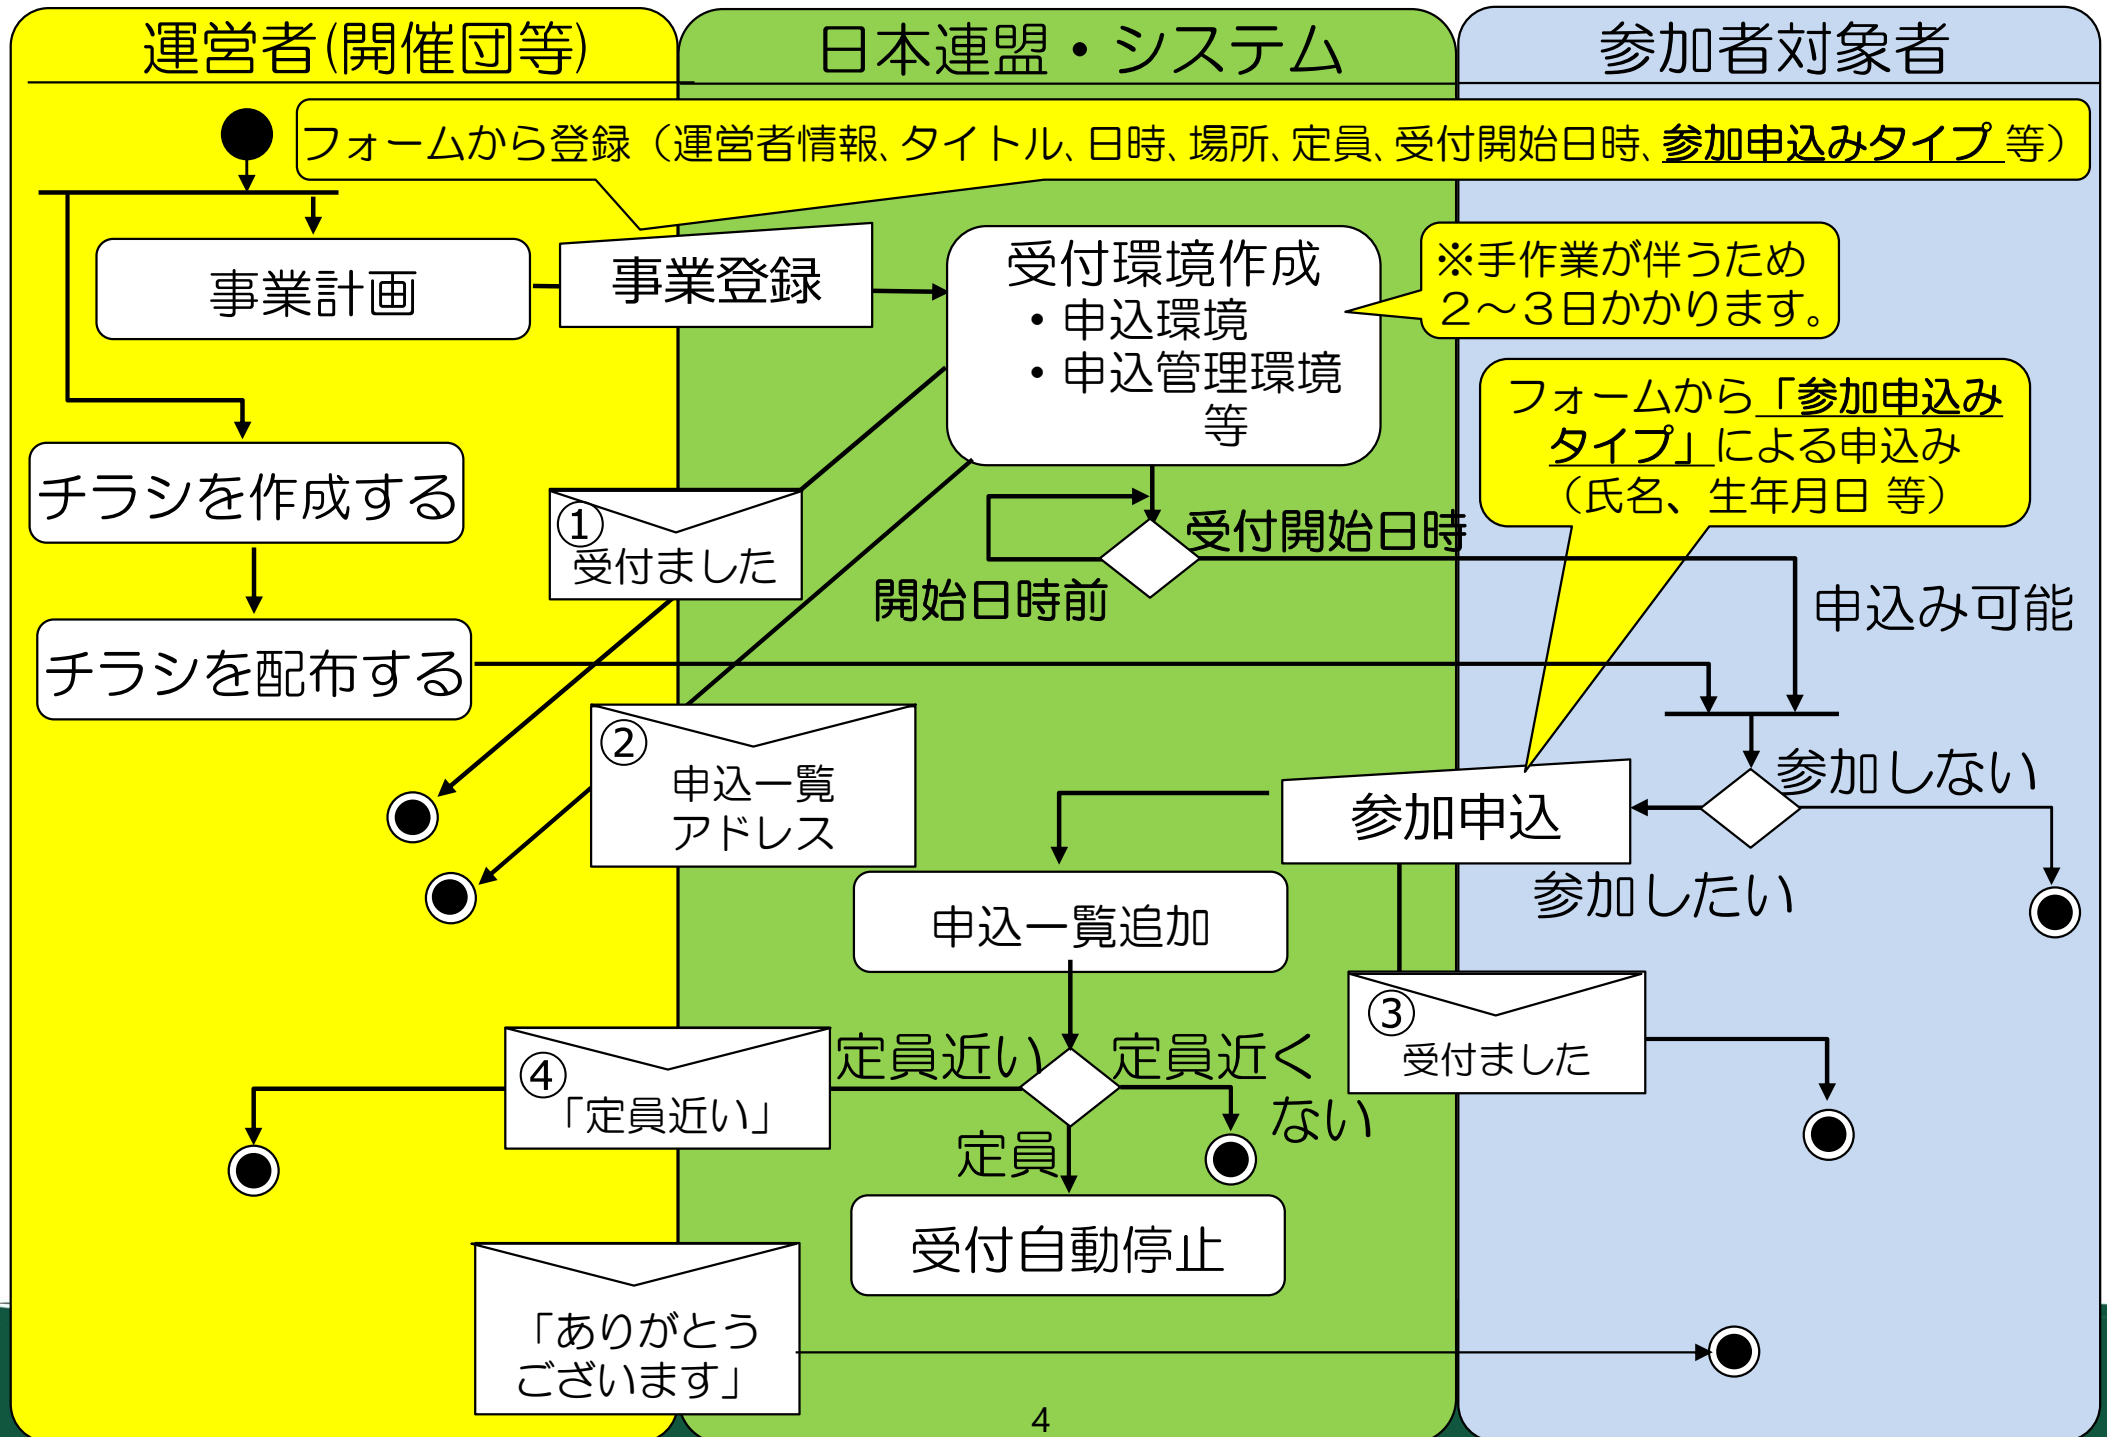 運営者(開催団等)
日本連盟・システム
参加者対象者
フォームから登録（運営者情報、タイトル、日時、場所、定員、受付開始日時、参加申込みタイプ 等）
事業計画
事業登録
受付環境作成
・申込環境
・申込管理環境
等
※手作業が伴うため
２～３日かかります。
フォームから「参加申込み
タイプ」による申込み
（氏名、生年月日 等）
チラシを作成する
①
受付ました
受付開始日時
開始日時前
申込み可能
チラシを配布する
②
申込一覧
アドレス
参加しない
参加申込
参加したい
申込一覧追加
③
受付ました
定員近い
定員近く
ない
④
「定員近い」
定員
受付自動停止
「ありがとう
ございます」
4